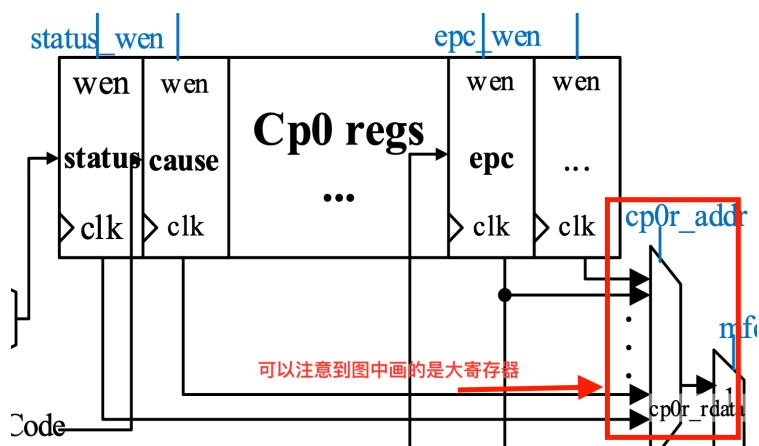 status_wen
epc_wen
wen
wen
wen
wen
Cp0 regs
status
cause
epc
...
...
clk
clk
clk
clk
cp0r_addr
可以注意到图中画的是大寄存器
cp0r_rdata
Code